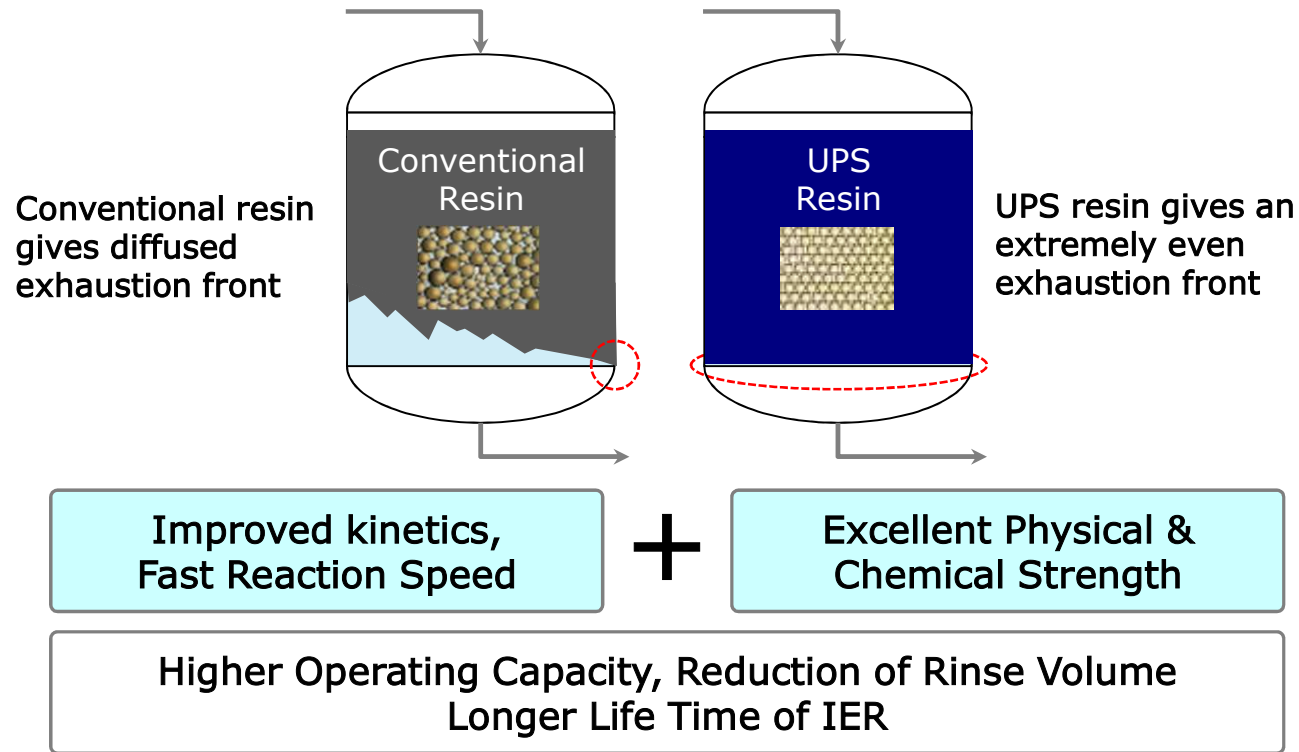 Conventional
Resin
UPS
Resin
Conventional resin
gives diffused
exhaustion front
UPS resin gives an
extremely even
exhaustion front
Improved kinetics,
Fast Reaction Speed
+
Excellent Physical &
Chemical Strength
Higher Operating Capacity, Reduction of Rinse Volume
Longer Life Time of IER